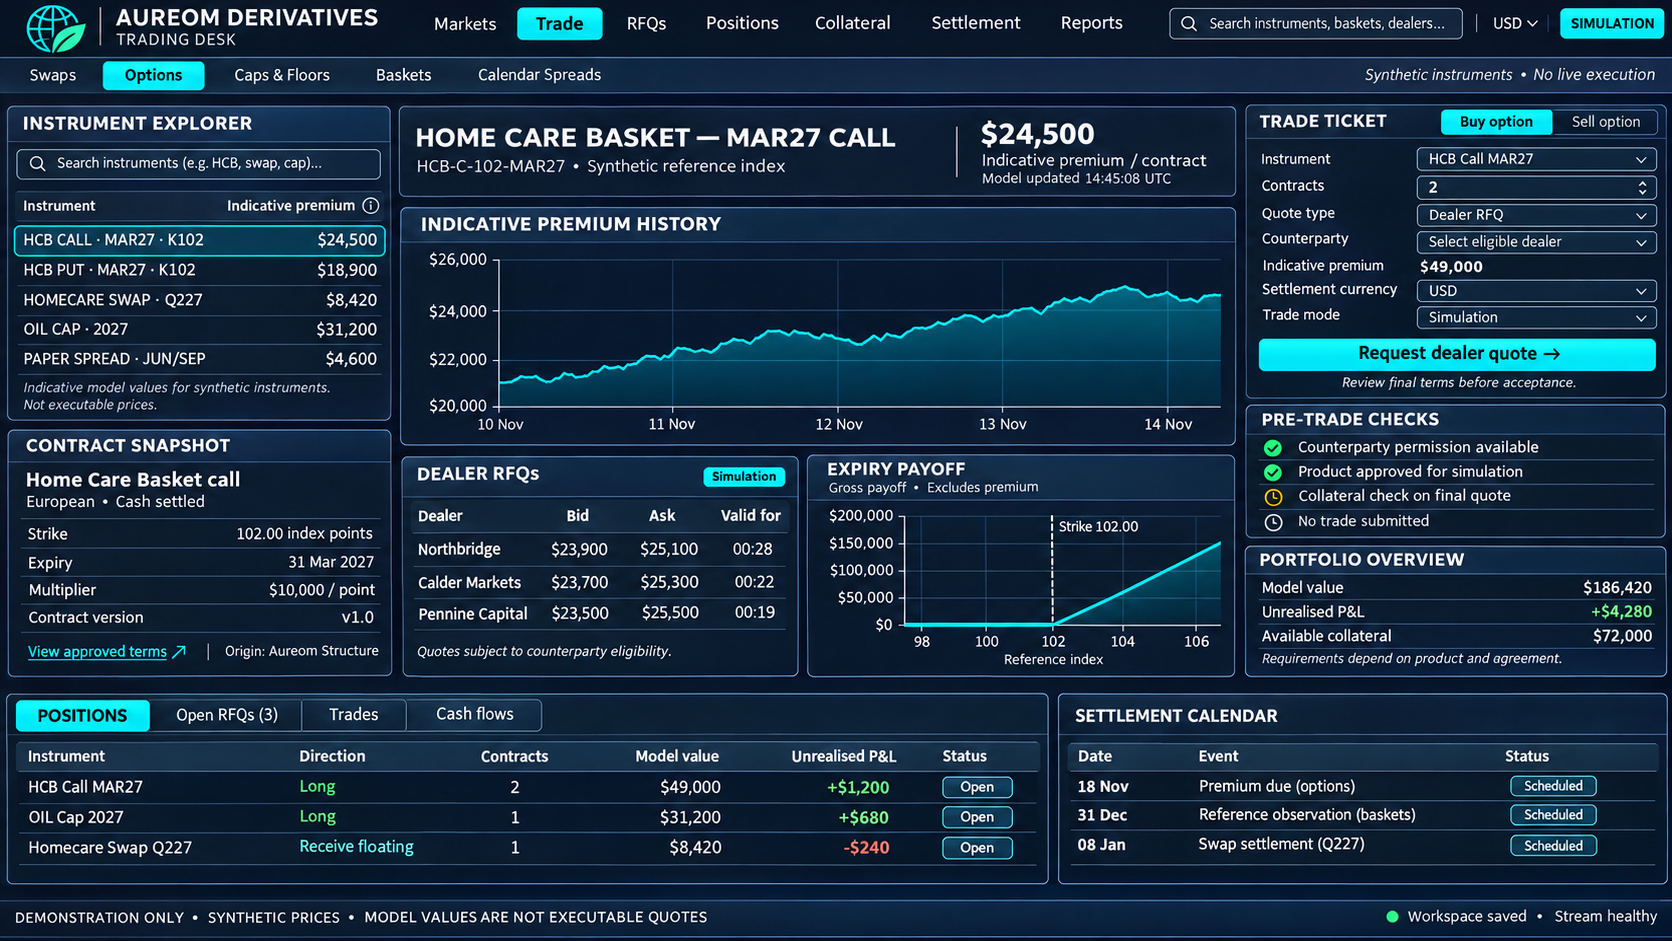 AUREOM DERIVATIVES
TRADING DESK
Markets
Trade
RFQs
Positions
Collateral
Settlement
Reports
Search instruments, baskets, dealers...
USD
SIMULATION
Swaps
Options
Caps & Floors
Baskets
Calendar Spreads
Synthetic instruments • No live execution
INSTRUMENT EXPLORER
Search instruments (e.g. HCB, swap, cap)...
Instrument Indicative premium
HCB CALL · MAR27 · K102 $24,500
HCB PUT · MAR27 · K102 $18,900
HOMECARE SWAP · Q227 $8,420
OIL CAP · 2027 $31,200
PAPER SPREAD · JUN/SEP $4,600
Indicative model values for synthetic instruments.
Not executable prices.
CONTRACT SNAPSHOT
Home Care Basket call
European • Cash settled
Strike 102.00 index points
Expiry 31 Mar 2027
Multiplier $10,000 / point
Contract version v1.0
View approved terms ↗ | Origin: Aureom Structure
HOME CARE BASKET — MAR27 CALL
HCB-C-102-MAR27 • Synthetic reference index
$24,500
Indicative premium / contract
Model updated 14:45:08 UTC
INDICATIVE PREMIUM HISTORY
$26,000
$24,000
$22,000
$20,000
10 Nov 11 Nov 12 Nov 13 Nov 14 Nov
DEALER RFQs
Simulation
Dealer Bid Ask Valid for
Northbridge $23,900 $25,100 00:28
Calder Markets $23,700 $25,300 00:22
Pennine Capital $23,500 $25,500 00:19
Quotes subject to counterparty eligibility.
EXPIRY PAYOFF
Gross payoff • Excludes premium
$200,000
$150,000
$100,000
$50,000
$0
Strike 102.00
98 100 102 104 106
Reference index
TRADE TICKET
Buy option
Sell option
Instrument HCB Call MAR27
Contracts 2
Quote type Dealer RFQ
Counterparty Select eligible dealer
Indicative premium $49,000
Settlement currency USD
Trade mode Simulation
Request dealer quote →
Review final terms before acceptance.
PRE-TRADE CHECKS
Counterparty permission available
Product approved for simulation
Collateral check on final quote
No trade submitted
PORTFOLIO OVERVIEW
Model value $186,420
Unrealised P&L +$4,280
Available collateral $72,000
Requirements depend on product and agreement.
POSITIONS
Open RFQs (3)
Trades
Cash flows
Instrument Direction Contracts Model value Unrealised P&L Status
HCB Call MAR27 Long 2 $49,000 +$1,200 Open
OIL Cap 2027 Long 1 $31,200 +$680 Open
Homecare Swap Q227 Receive floating 1 $8,420 -$240 Open
SETTLEMENT CALENDAR
Date Event Status
18 Nov Premium due (options) Scheduled
31 Dec Reference observation (baskets) Scheduled
08 Jan Swap settlement (Q227) Scheduled
DEMONSTRATION ONLY • SYNTHETIC PRICES • MODEL VALUES ARE NOT EXECUTABLE QUOTES
Workspace saved • Stream healthy